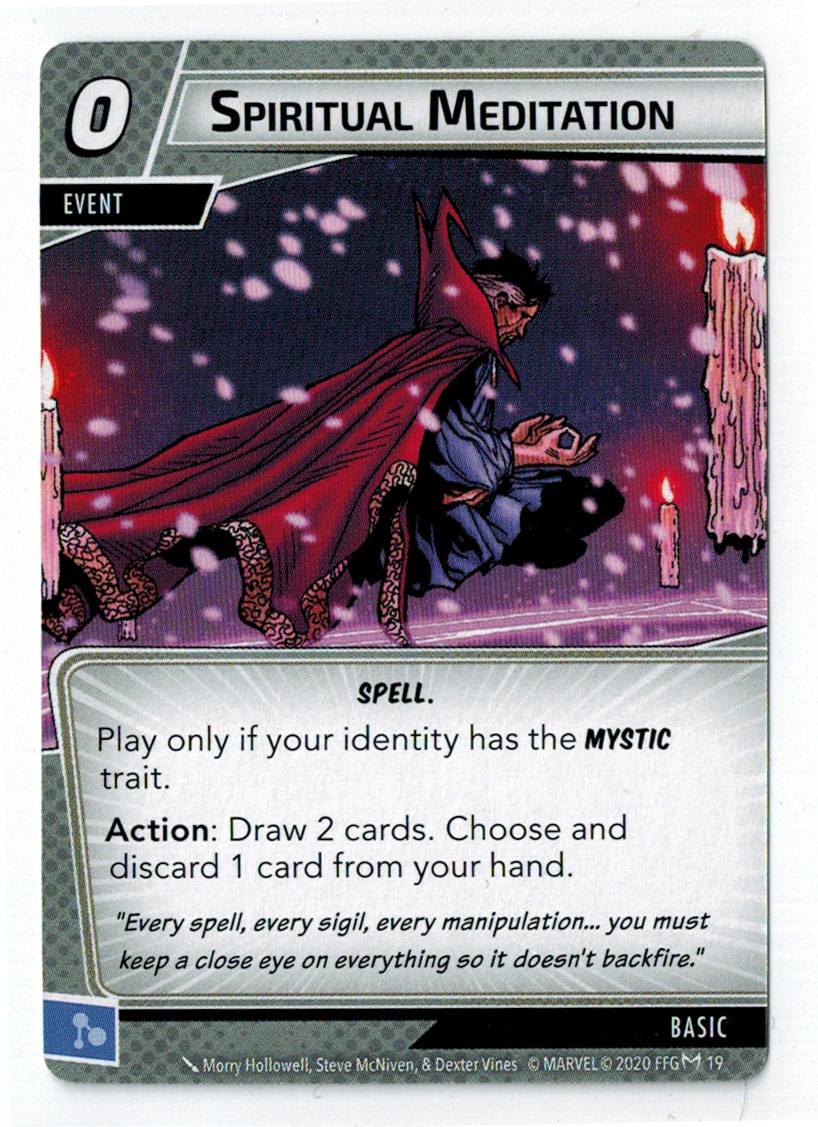 0
SPIRITUAL MEDITATION
EVENT
SPELL.
Play only if your identity has the MYSTIC
trait.
Action: Draw 2 cards. Choose and
discard 1 card from your hand.
"Every spell, every sigil, every manipulation... you must
keep a close eye on everything so it doesn't backfire."
BASIC
Morry Hollowell, Steve McNiven, & Dexter Vines © MARVEL © 2020 FFG 19